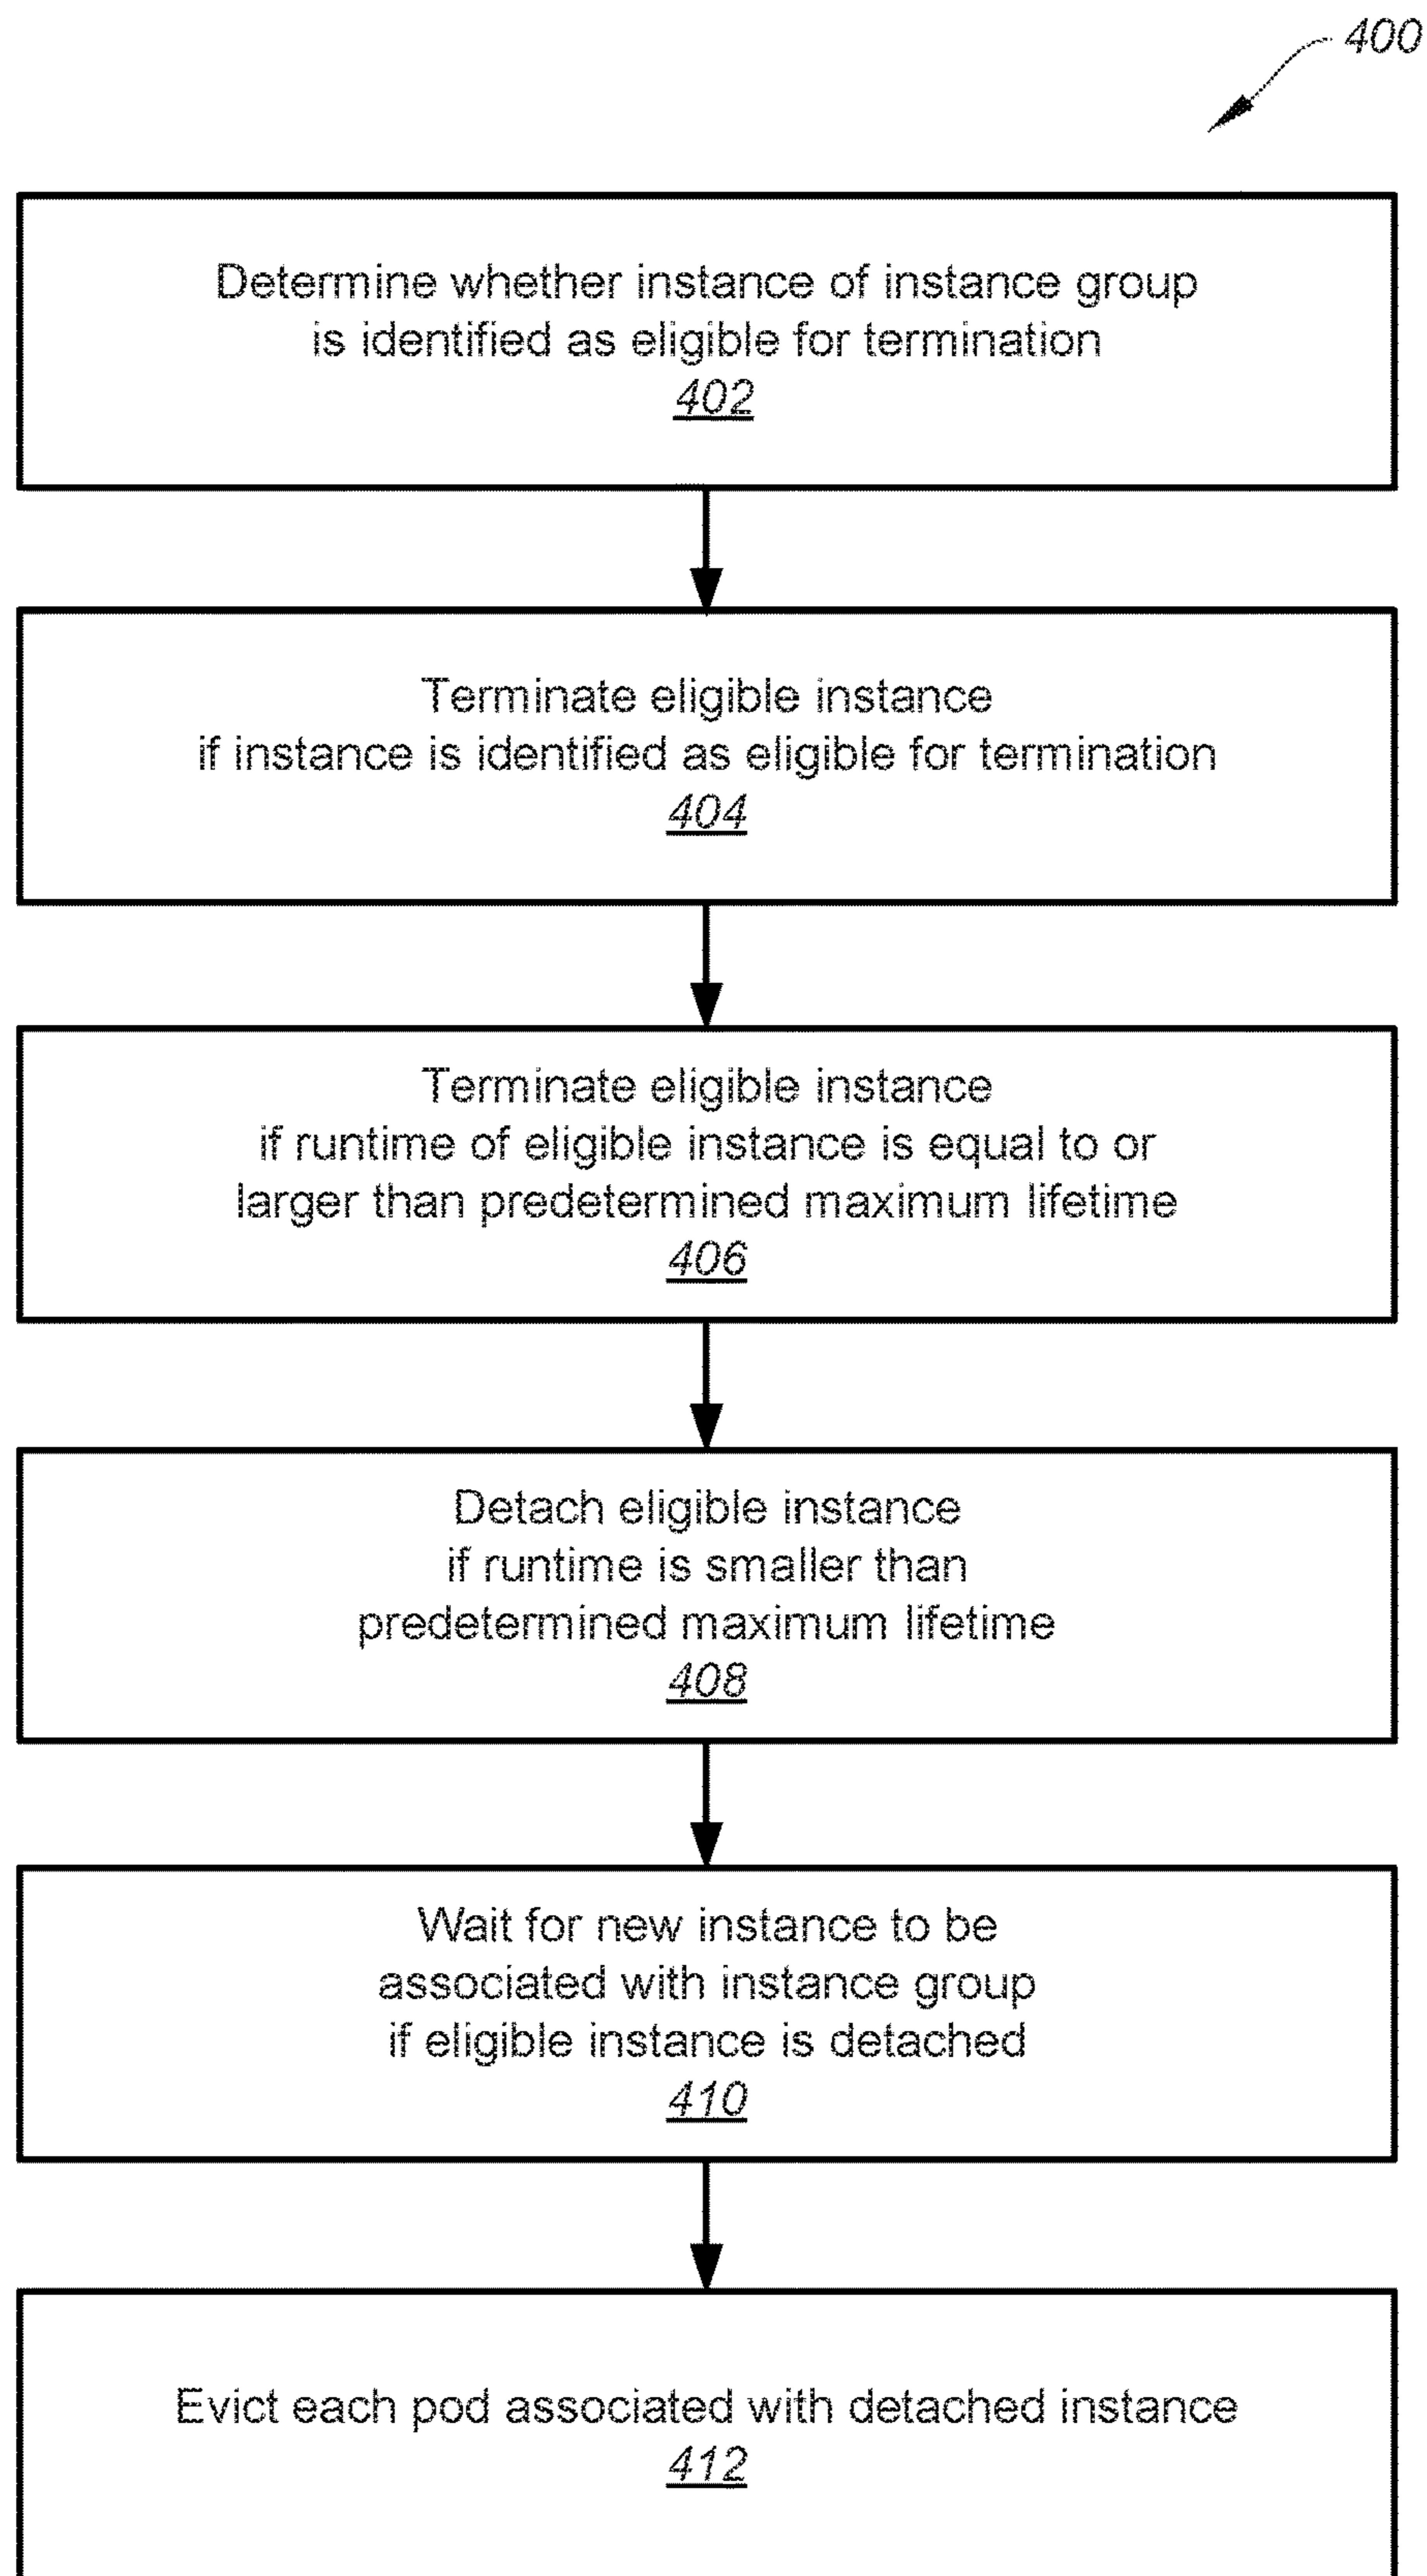 400
Determine whether instance of instance group
is identified as eligible for termination
402
Terminate eligible instance
if instance is identified as eligible for termination
404
Terminate eligible instance
if runtime of eligible instance is equal to or
larger than predetermined maximum lifetime
406
Detach eligible instance
if runtime is smaller than
predetermined maximum lifetime
408
Wait for new instance to be
associated with instance group
if eligible instance is detached
410
Evict each pod associated with detached instance
412